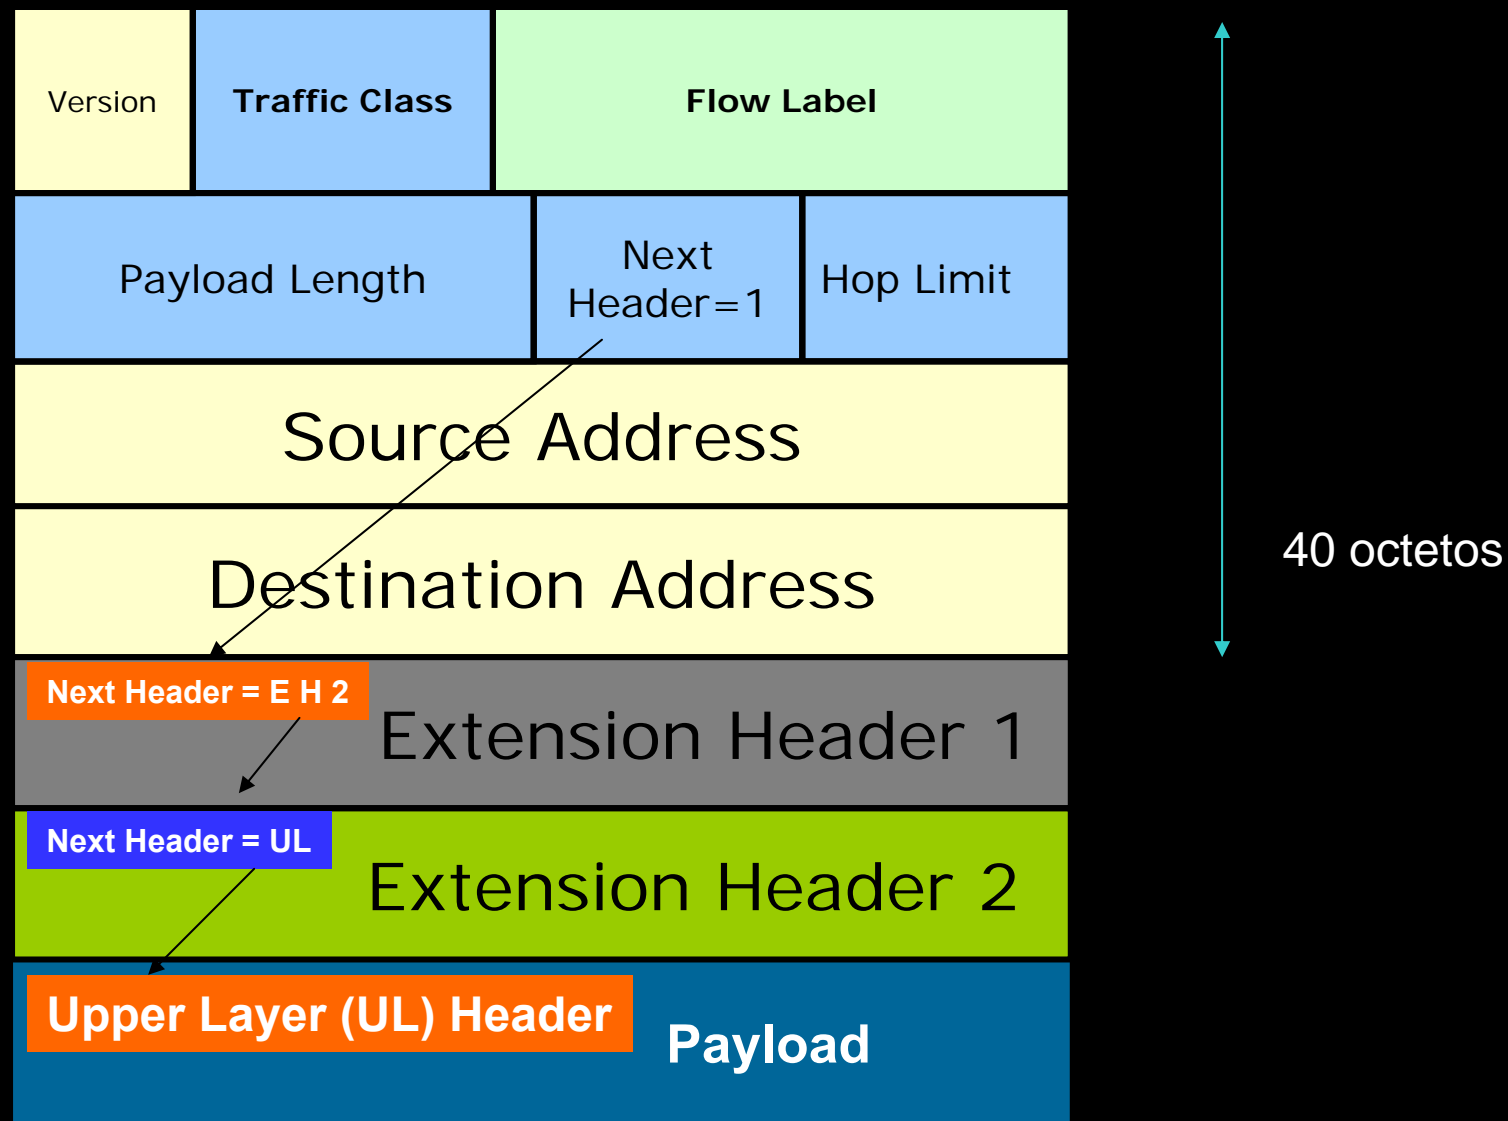 Version
Traffic Class
Flow Label
Payload Length
Next
Header=1
Hop Limit
Source Address
Destination Address
40 octetos
Next Header = E H 2
Extension Header 1
Next Header = UL
Extension Header 2
Upper Layer (UL) Header
Payload